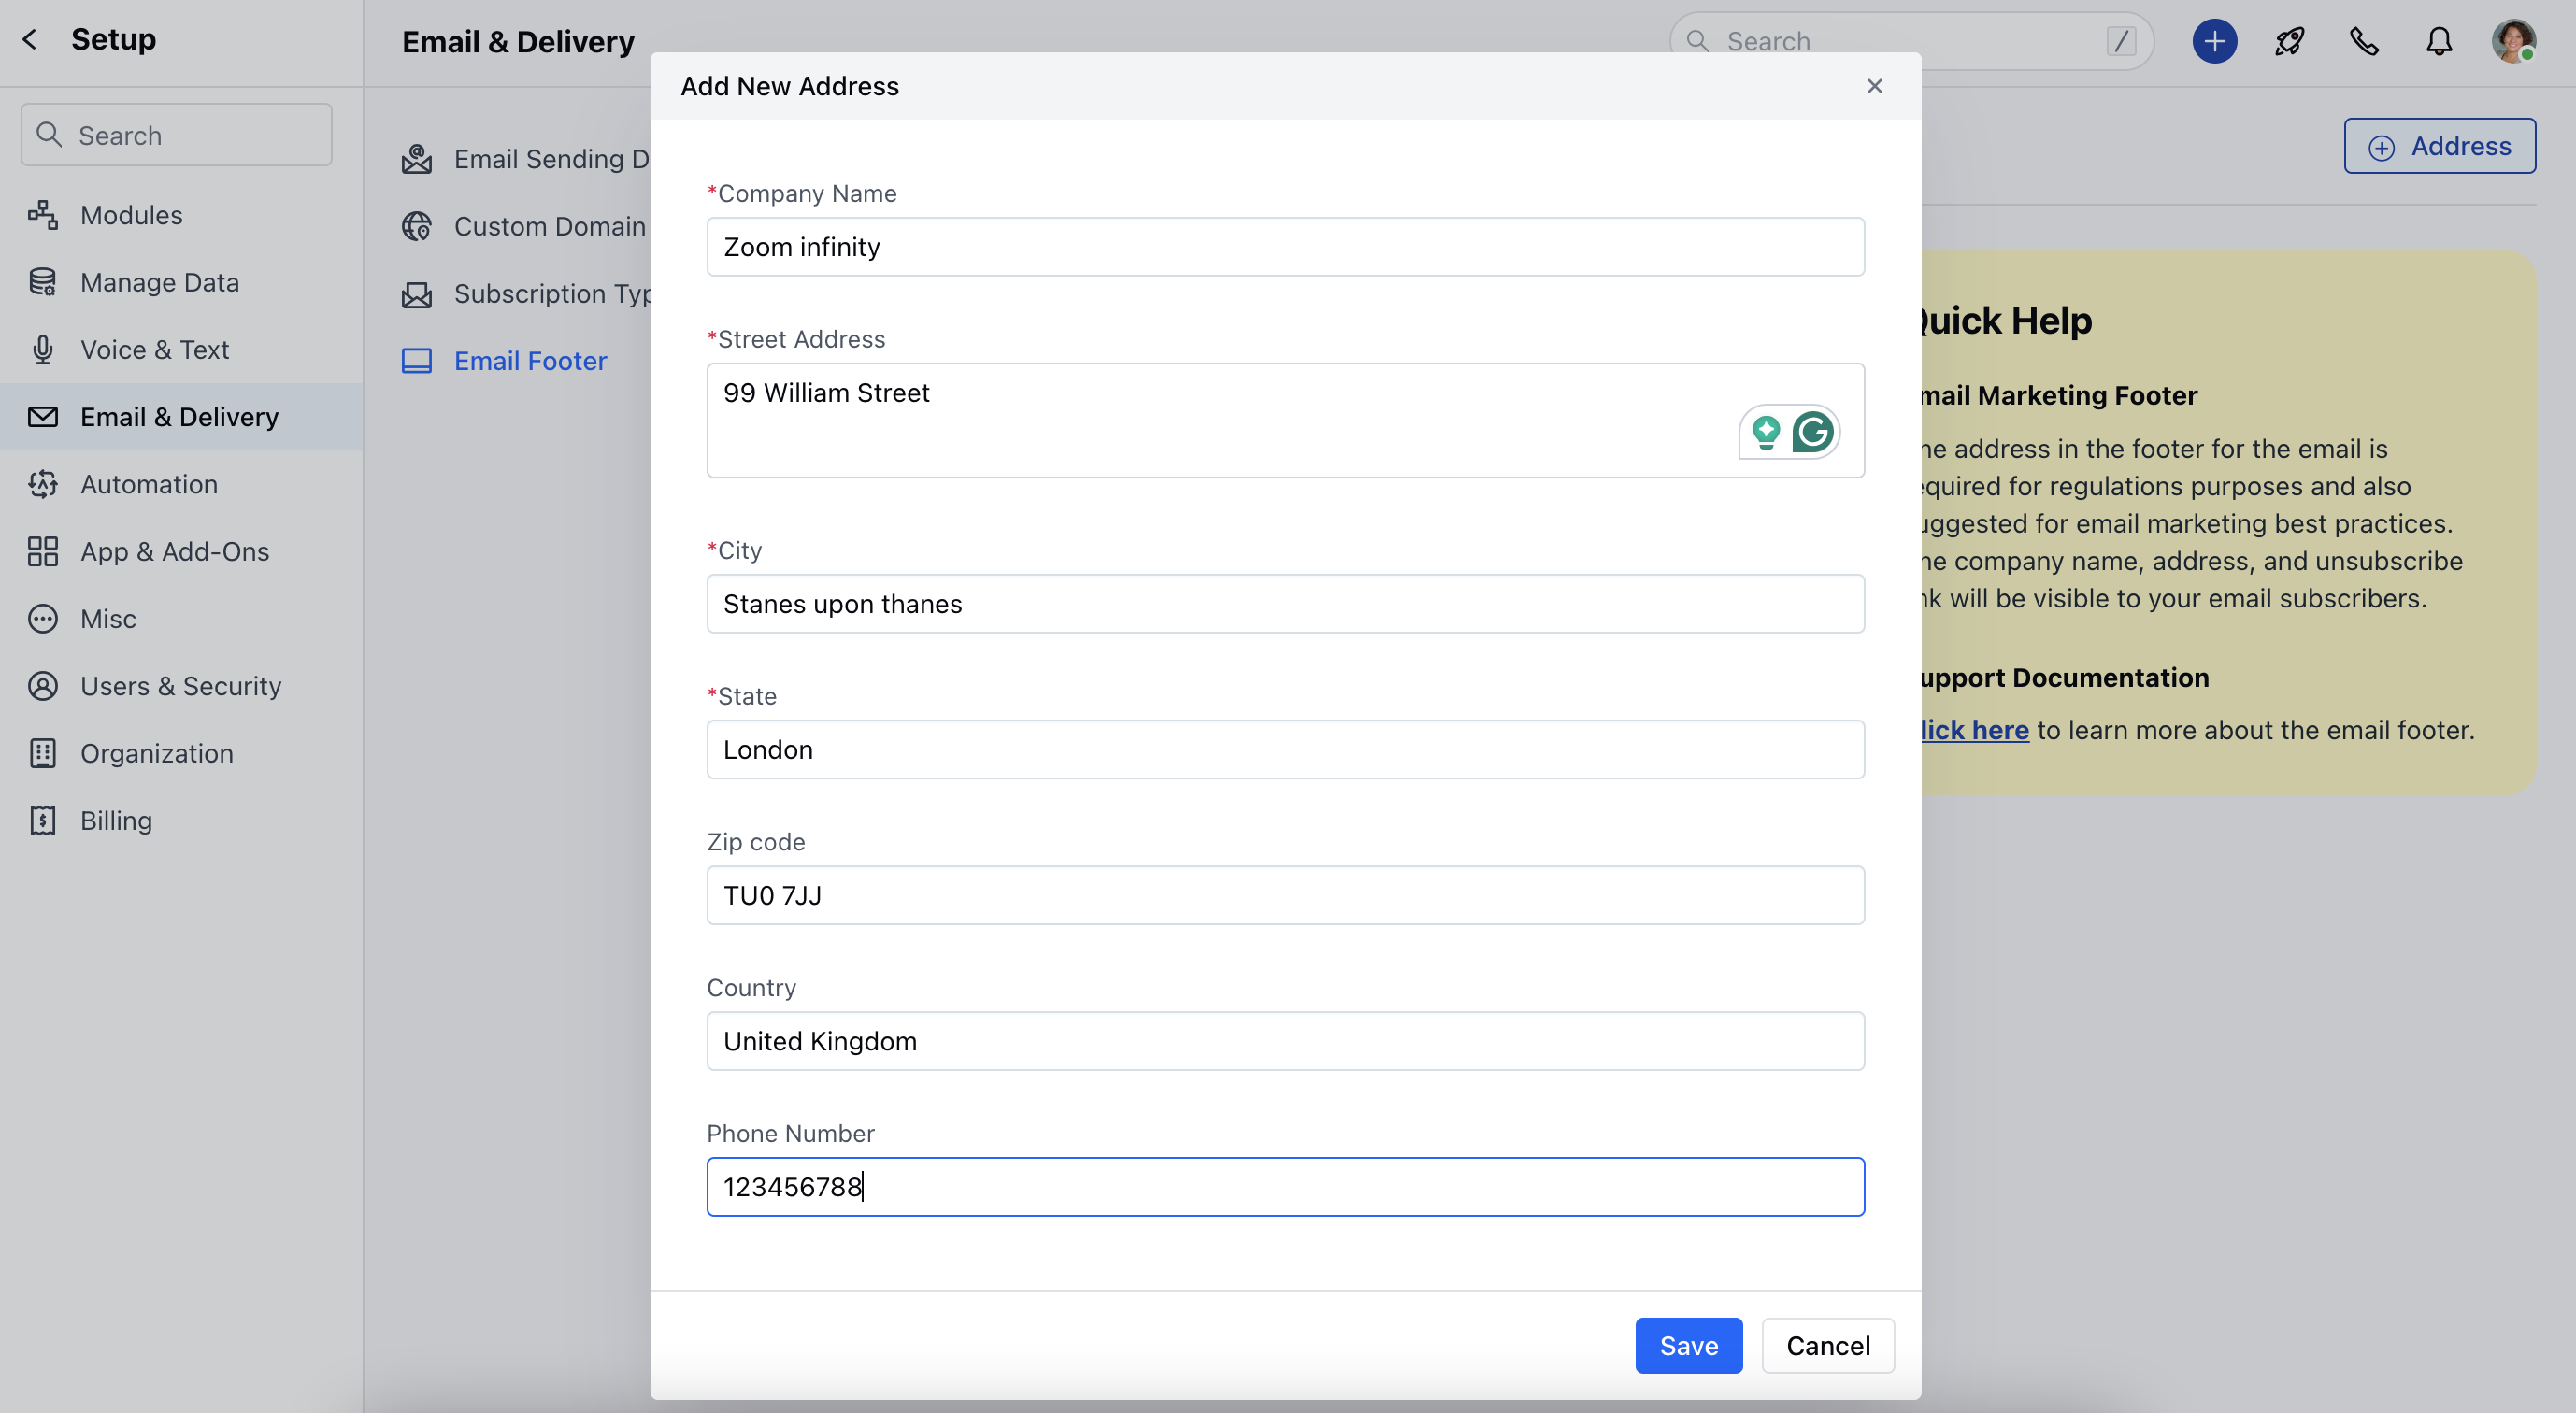 Setup
Email & Delivery
Search
/
Search
Modules
Manage Data
Voice & Text
Email & Delivery
Automation
App & Add-Ons
Misc
Users & Security
Organization
Billing
Email Sending D
Custom Domain
Subscription Typ
Email Footer
Add New Address
*Company Name
Zoom infinity
*Street Address
99 William Street
*City
Stanes upon thanes
*State
London
Zip code
TU0 7JJ
Country
United Kingdom
Phone Number
123456788
Save
Cancel
Address
Quick Help
mail Marketing Footer
he address in the footer for the email is
equired for regulations purposes and also
uggested for email marketing best practices.
he company name, address, and unsubscribe
nk will be visible to your email subscribers.
upport Documentation
lick here to learn more about the email footer.